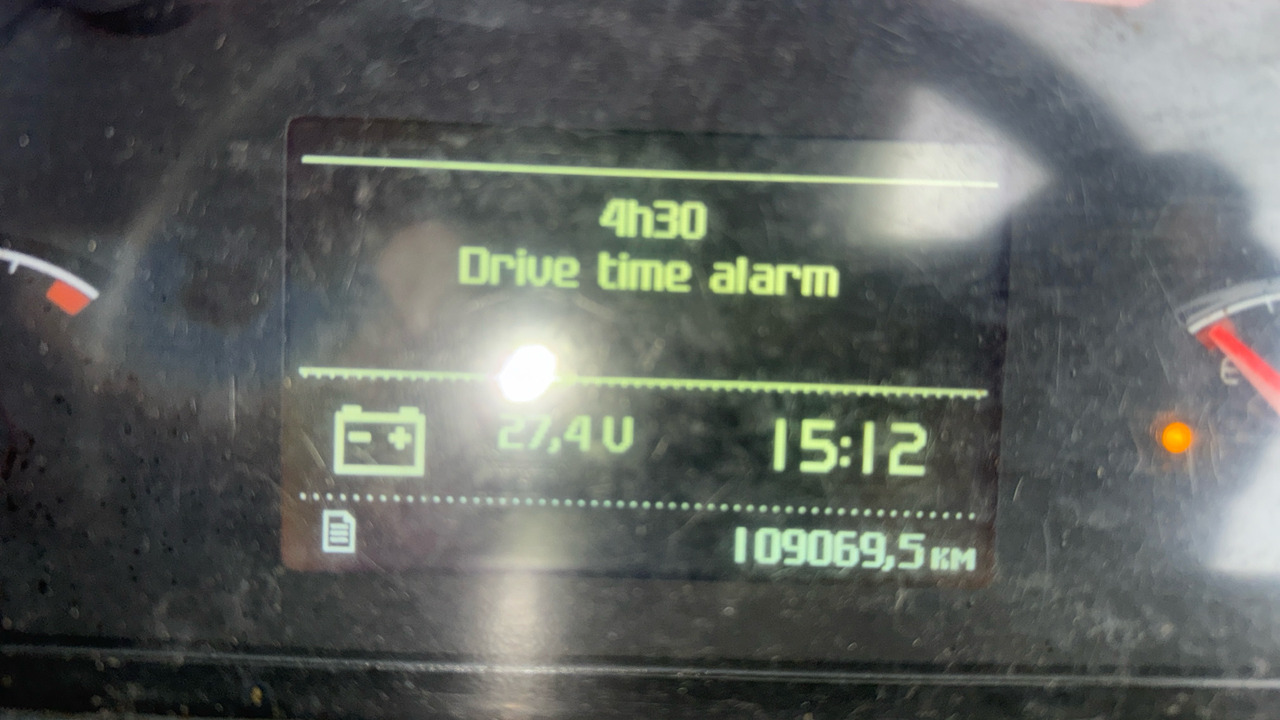 4h30
Drive time alarm
27,4 V
15:12
109069,5 км
E